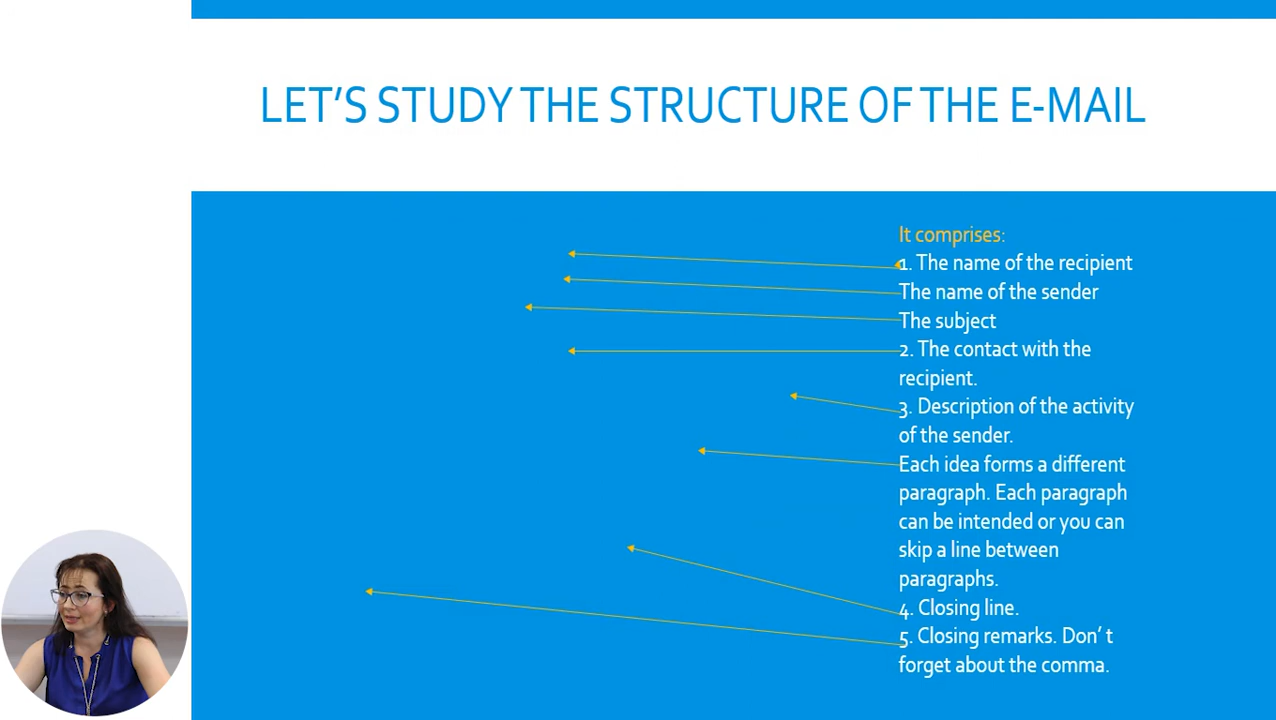 LET'S STUDY THE STRUCTURE OF THE E-MAIL
It comprises:
1. The name of the recipient
The name of the sender
The subject
2. The contact with the
recipient.
3. Description of the activity
of the sender.
Each idea forms a different
paragraph. Each paragraph
can be intended or you can
skip a line between
paragraphs.
4. Closing line.
5. Closing remarks. Don' t
forget about the comma.